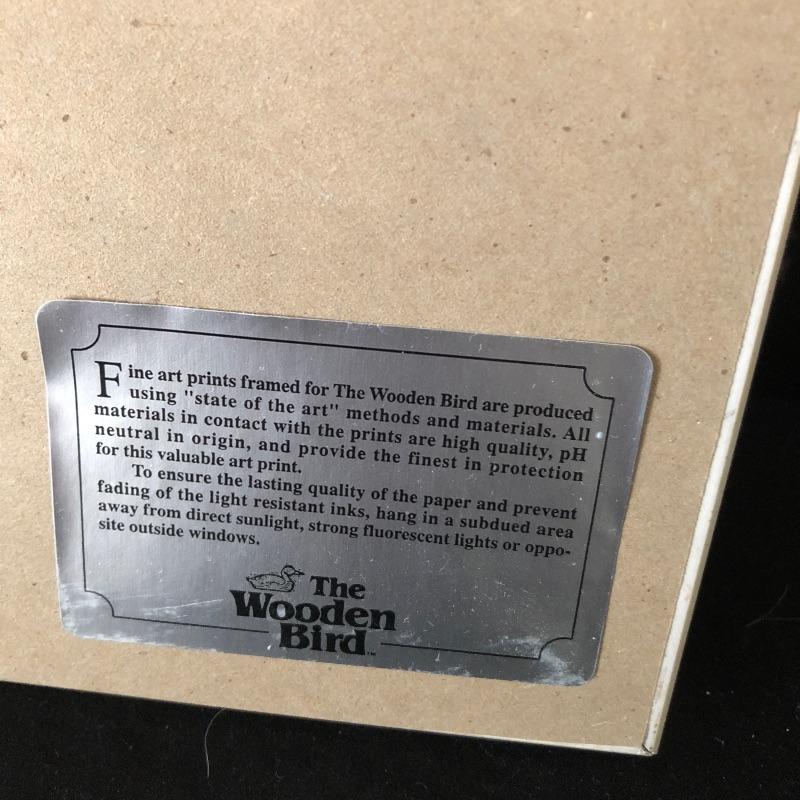 Fine art prints framed for The Wooden Bird are produced
using "state of the art" methods and materials. All
materials in contact with the prints are high quality, pH
neutral in origin, and provide the finest in protection
for this valuable art print.
To ensure the lasting quality of the paper and prevent
fading of the light resistant inks, hang in a subdued area
away from direct sunlight, strong fluorescent lights or oppo-
site outside windows.
The
Wooden
Bird™